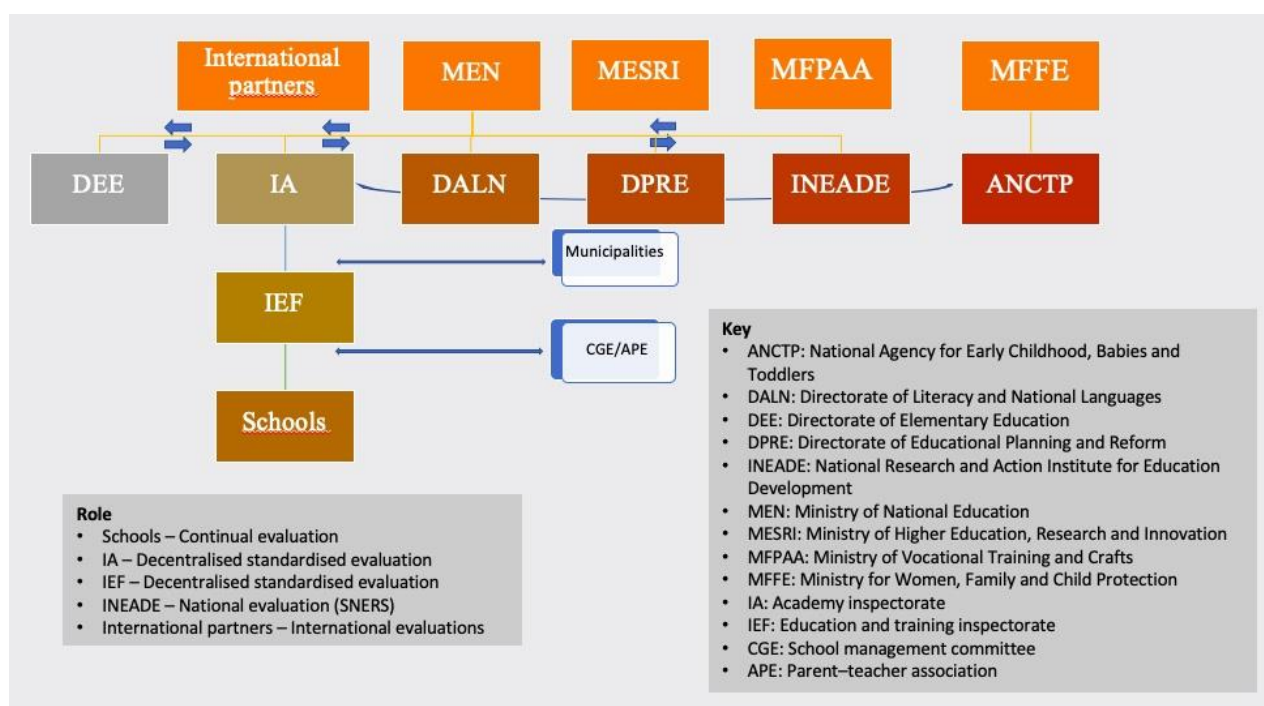 International
partners
MEN
MESRI
MFPAA
MFFE
DEE
IA
DALN
DPRE
INEADE
ANCTP
Municipalities
IEF
CGE/APE
Schools
Key
• ANCTP: National Agency for Early Childhood, Babies and
Toddlers
• DALN: Directorate of Literacy and National Languages
• DEE: Directorate of Elementary Education
• DPRE: Directorate of Educational Planning and Reform
• INEADE: National Research and Action Institute for Education
Development
• MEN: Ministry of National Education
• MESRI: Ministry of Higher Education, Research and Innovation
• MFPAA: Ministry of Vocational Training and Crafts
• MFFE: Ministry for Women, Family and Child Protection
• IA: Academy inspectorate
• IEF: Education and training inspectorate
• CGE: School management committee
• APE: Parent–teacher association
Role
• Schools – Continual evaluation
• IA – Decentralised standardised evaluation
• IEF – Decentralised standardised evaluation
• INEADE – National evaluation (SNERS)
• International partners – International evaluations